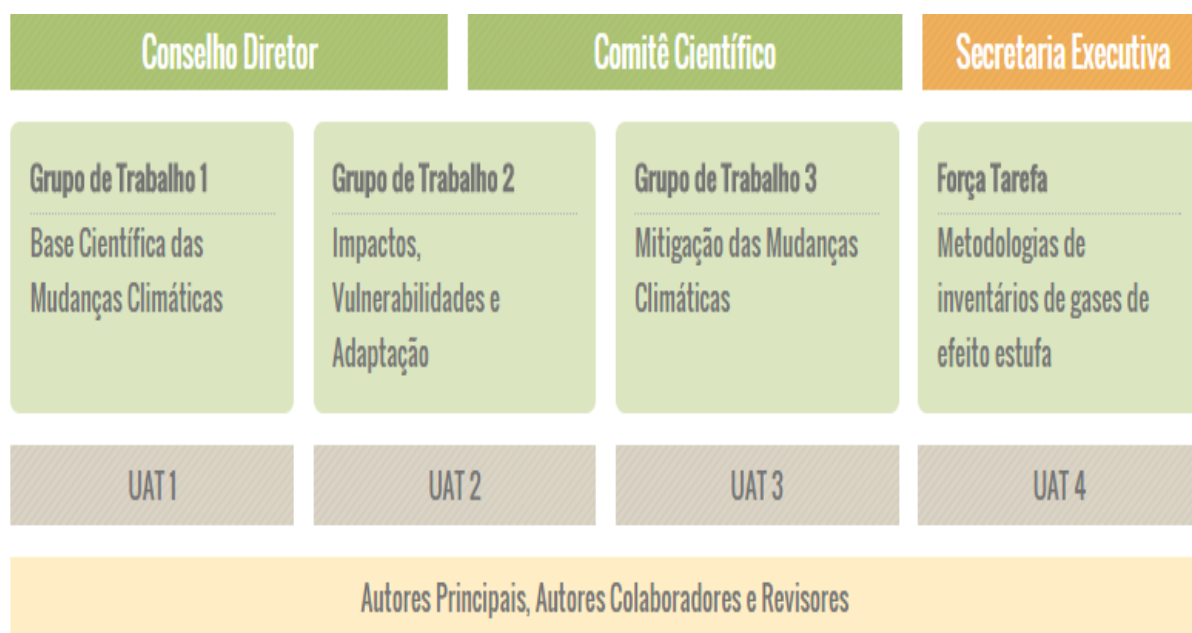 Conselho Diretor
Comitê Científico
Secretaria Executiva
Grupo de Trabalho 1
Base Científica das
Mudanças Climáticas
Grupo de Trabalho 2
Impactos,
Vulnerabilidades e
Adaptação
Grupo de Trabalho 3
Mitigação das Mudanças
Climáticas
Força Tarefa
Metodologias de
inventários de gases de
efeito estufa
UAT 1
UAT 2
UAT 3
UAT 4
Autores Principais, Autores Colaboradores e Revisores